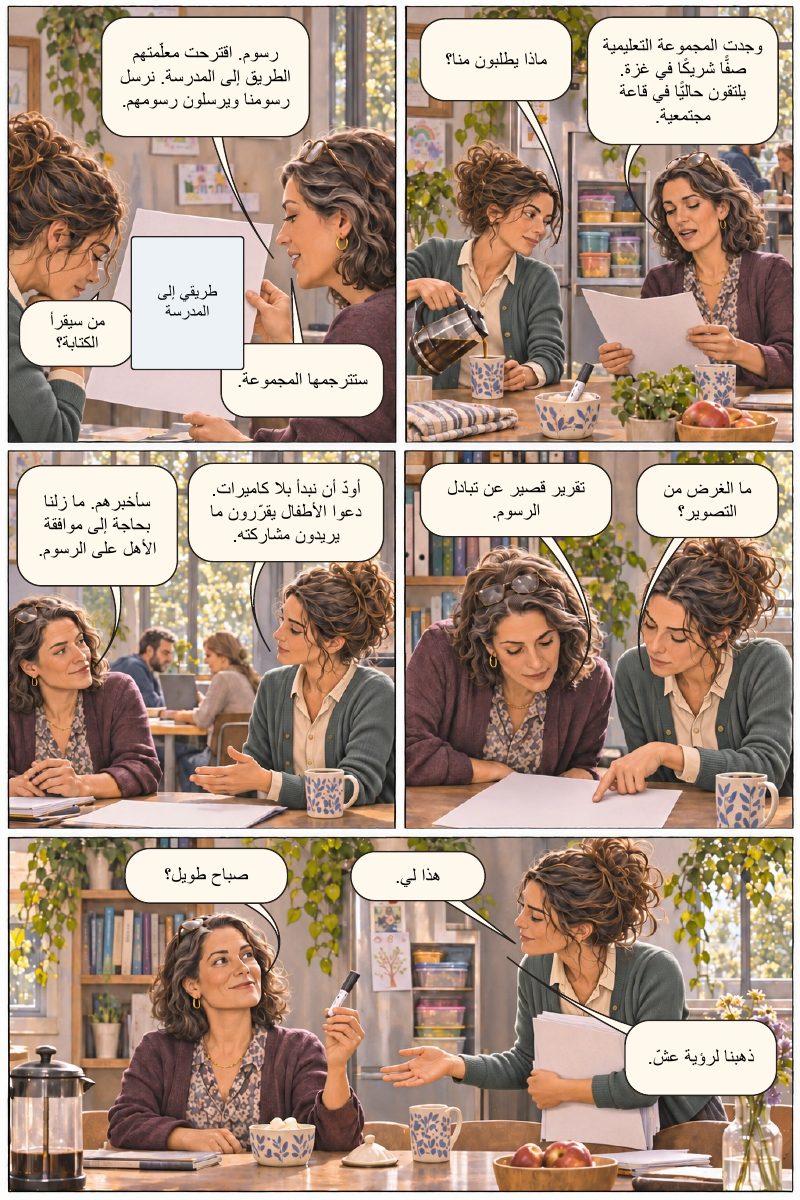 وجدت المجموعة التعليمية
صفًّا شريكًا في غزة.
يلتقون حاليًّا في قاعة
مجتمعية.
ماذا يطلبون منا؟
رسوم. اقترحت معلّمتهم
الطريق إلى المدرسة. نرسل
رسومنا ويرسلون رسومهم.
طريقي إلى
المدرسة
من سيقرأ
الكتابة؟
ستترجمها المجموعة.
ما الغرض من
التصوير؟
تقرير قصير عن تبادل
الرسوم.
أودّ أن نبدأ بلا كاميرات.
دعوا الأطفال يقرّرون ما
يريدون مشاركته.
سأخبرهم. ما زلنا
بحاجة إلى موافقة
الأهل على الرسوم.
هذا لي.
صباح طويل؟
ذهبنا لرؤية عشّ.